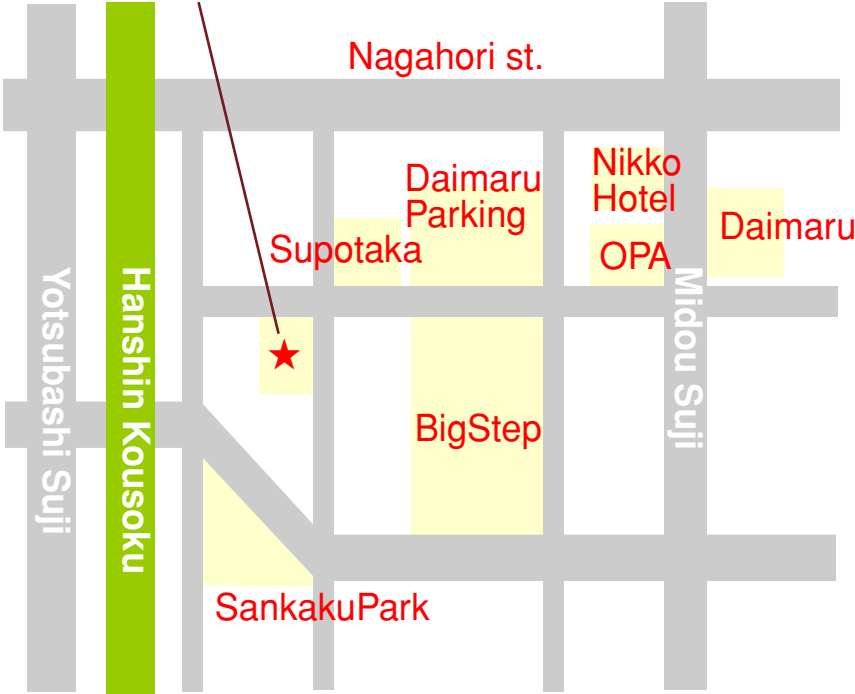 Nagahori st.
Nikko
Hotel
Daimaru
Parking
Daimaru
Supotaka
OPA
Yotsubashi Suji
Hanshin Kousoku
Midou Suji
BigStep
SankakuPark